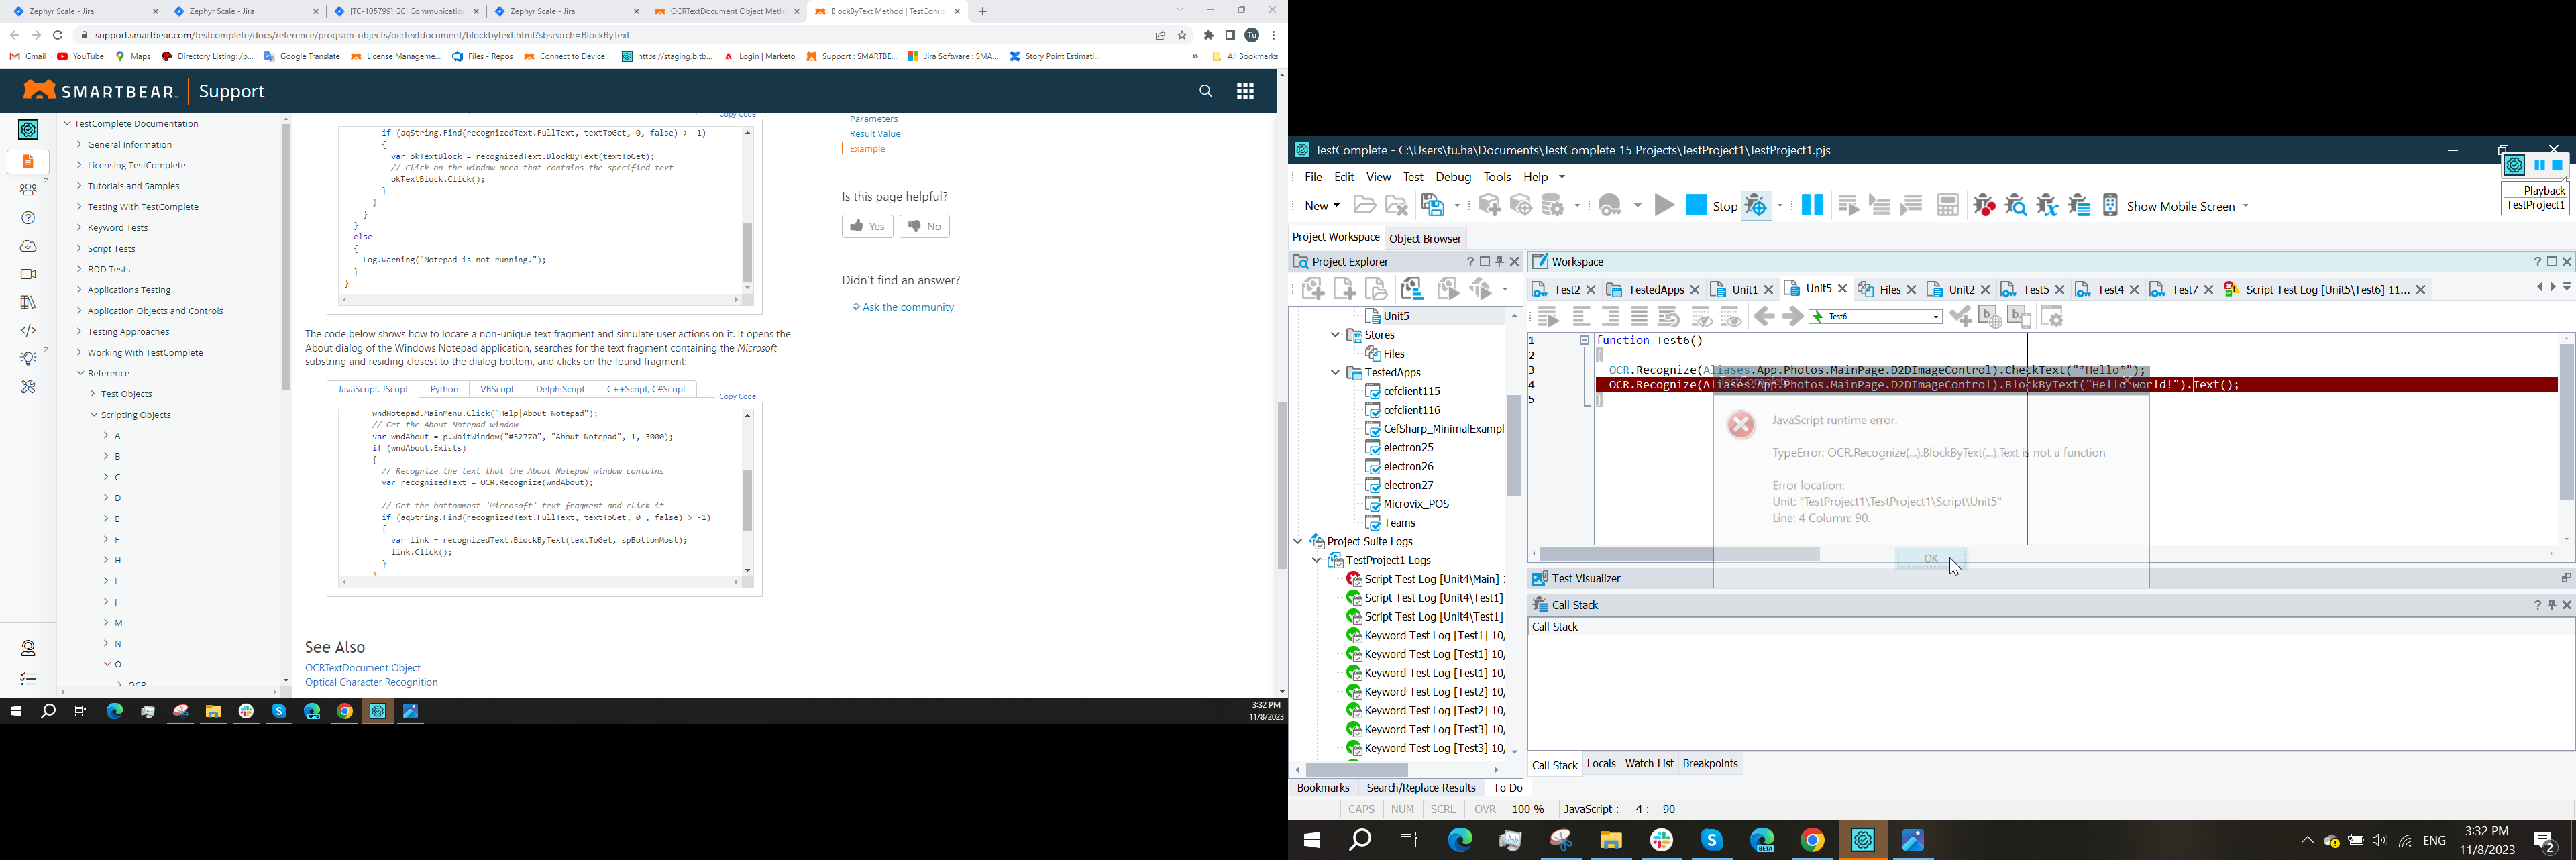 Zephyr Scale - Jira
Zephyr Scale - Jira
[TC-105799] GCI Communicatio
Zephyr Scale - Jira
OCRTextDocument Object Meth
BlockByText Method | TestComp
support.smartbear.com/testcomplete/docs/reference/program-objects/ocrtextdocument/blockbytext.html?sbsearch=BlockByText
Tu
Gmail
YouTube
Maps
Directory Listing: /p...
Google Translate
License Manageme...
Files - Repos
Connect to Device...
https://staging.bitb...
Login | Marketo
Support : SMARTBE...
Jira Software : SMA...
Story Point Estimati...
»
All Bookmarks
SMARTBEAR
Support
TestComplete Documentation
General Information
Licensing TestComplete
Tutorials and Samples
Testing With TestComplete
Keyword Tests
Script Tests
BDD Tests
Applications Testing
Application Objects and Controls
Testing Approaches
Working With TestComplete
Reference
Test Objects
Scripting Objects
A
B
C
D
E
F
H
I
J
M
N
O
OCR
Copy Code
if (aqString.Find(recognizedText.FullText, textToGet, 0, false) > -1)
{
var okTextBlock = recognizedText.BlockByText(textToGet);
// Click on the window area that contains the specified text
okTextBlock.Click();
}
}
}
else
{
Log.Warning("Notepad is not running.");
}
}
The code below shows how to locate a non-unique text fragment and simulate user actions on it. It opens the
About dialog of the Windows Notepad application, searches for the text fragment containing the Microsoft
substring and residing closest to the dialog bottom, and clicks on the found fragment:
JavaScript, JScript
Python
VBScript
DelphiScript
C++Script, C#Script
Copy Code
wndNotepad.MainMenu.Click("Help|About Notepad");
// Get the About Notepad window
var wndAbout = p.WaitWindow("#32770", "About Notepad", 1, 3000);
if (wndAbout.Exists)
{
// Recognize the text that the About Notepad window contains
var recognizedText = OCR.Recognize(wndAbout);
// Get the bottommost 'Microsoft' text fragment and click it
if (aqString.Find(recognizedText.FullText, textToGet, 0 , false) > -1)
{
var link = recognizedText.BlockByText(textToGet, spBottomMost);
link.Click();
}
}
See Also
OCRTextDocument Object
Optical Character Recognition
Parameters
Result Value
Example
Is this page helpful?
Yes
No
Didn't find an answer?
Ask the community
3:32 PM
11/8/2023
TestComplete - C:\Users\tu.ha\Documents\TestComplete 15 Projects\TestProject1\TestProject1.pjs
Playback
TestProject1
File Edit View Test Debug Tools Help
New
Stop
Show Mobile Screen
Project Workspace
Object Browser
Project Explorer
Workspace
Test2
TestedApps
Unit1
Unit5
Files
Unit2
Test5
Test4
Test7
Script Test Log [Unit5\Test6] 11...
Test6
Unit5
Stores
Files
TestedApps
cefclient115
cefclient116
CefSharp_MinimalExampl
electron25
electron26
electron27
Microvix_POS
Teams
Project Suite Logs
TestProject1 Logs
Script Test Log [Unit4\Main] 1
Script Test Log [Unit4\Test1]
Script Test Log [Unit4\Test1]
Keyword Test Log [Test1] 10/
Keyword Test Log [Test1] 10/
Keyword Test Log [Test1] 10/
Keyword Test Log [Test2] 10/
Keyword Test Log [Test2] 10/
Keyword Test Log [Test3] 10/
Keyword Test Log [Test3] 10/
1 function Test6()
2 {
3 OCR.Recognize(Aliases.App.Photos.MainPage.D2DImageControl).CheckText("*Hello*");
4 OCR.Recognize(Aliases.App.Photos.MainPage.D2DImageControl).BlockByText("Hello world!").Text();
5 }
TestComplete
JavaScript runtime error.
TypeError: OCR.Recognize(...).BlockByText(...).Text is not a function
Error location:
Unit: "TestProject1\TestProject1\Script\Unit5"
Line: 4 Column: 90.
OK
Test Visualizer
Call Stack
Call Stack
Call Stack
Locals
Watch List
Breakpoints
Bookmarks
Search/Replace Results
To Do
CAPS
NUM
SCRL
OVR
100 %
JavaScript : 4 : 90
BETA
ENG
3:32 PM
11/8/2023
2